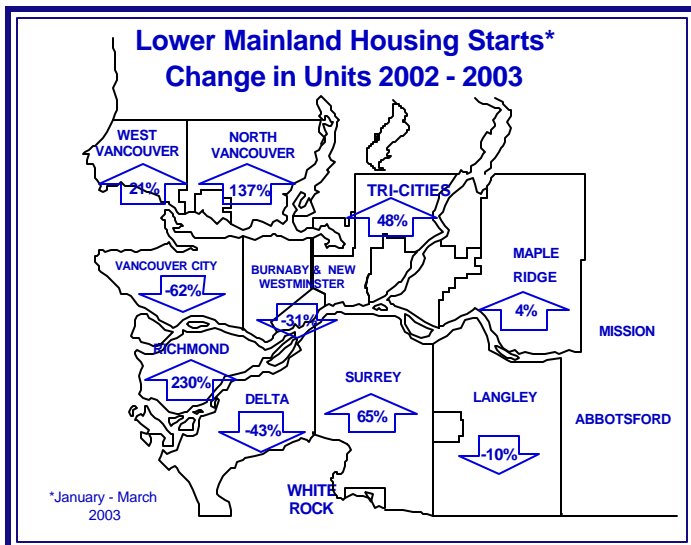 Lower Mainland Housing Starts*
Change in Units 2002 - 2003
WEST
VANCOUVER
21%
NORTH
VANCOUVER
137%
TRI-CITIES
48%
MAPLE
RIDGE
4%
VANCOUVER CITY
-62%
BURNABY & NEW
WESTMINSTER
-31%
MISSION
RICHMOND
230%
DELTA
-43%
SURREY
65%
LANGLEY
-10%
ABBOTSFORD
WHITE
ROCK
*January - March
2003